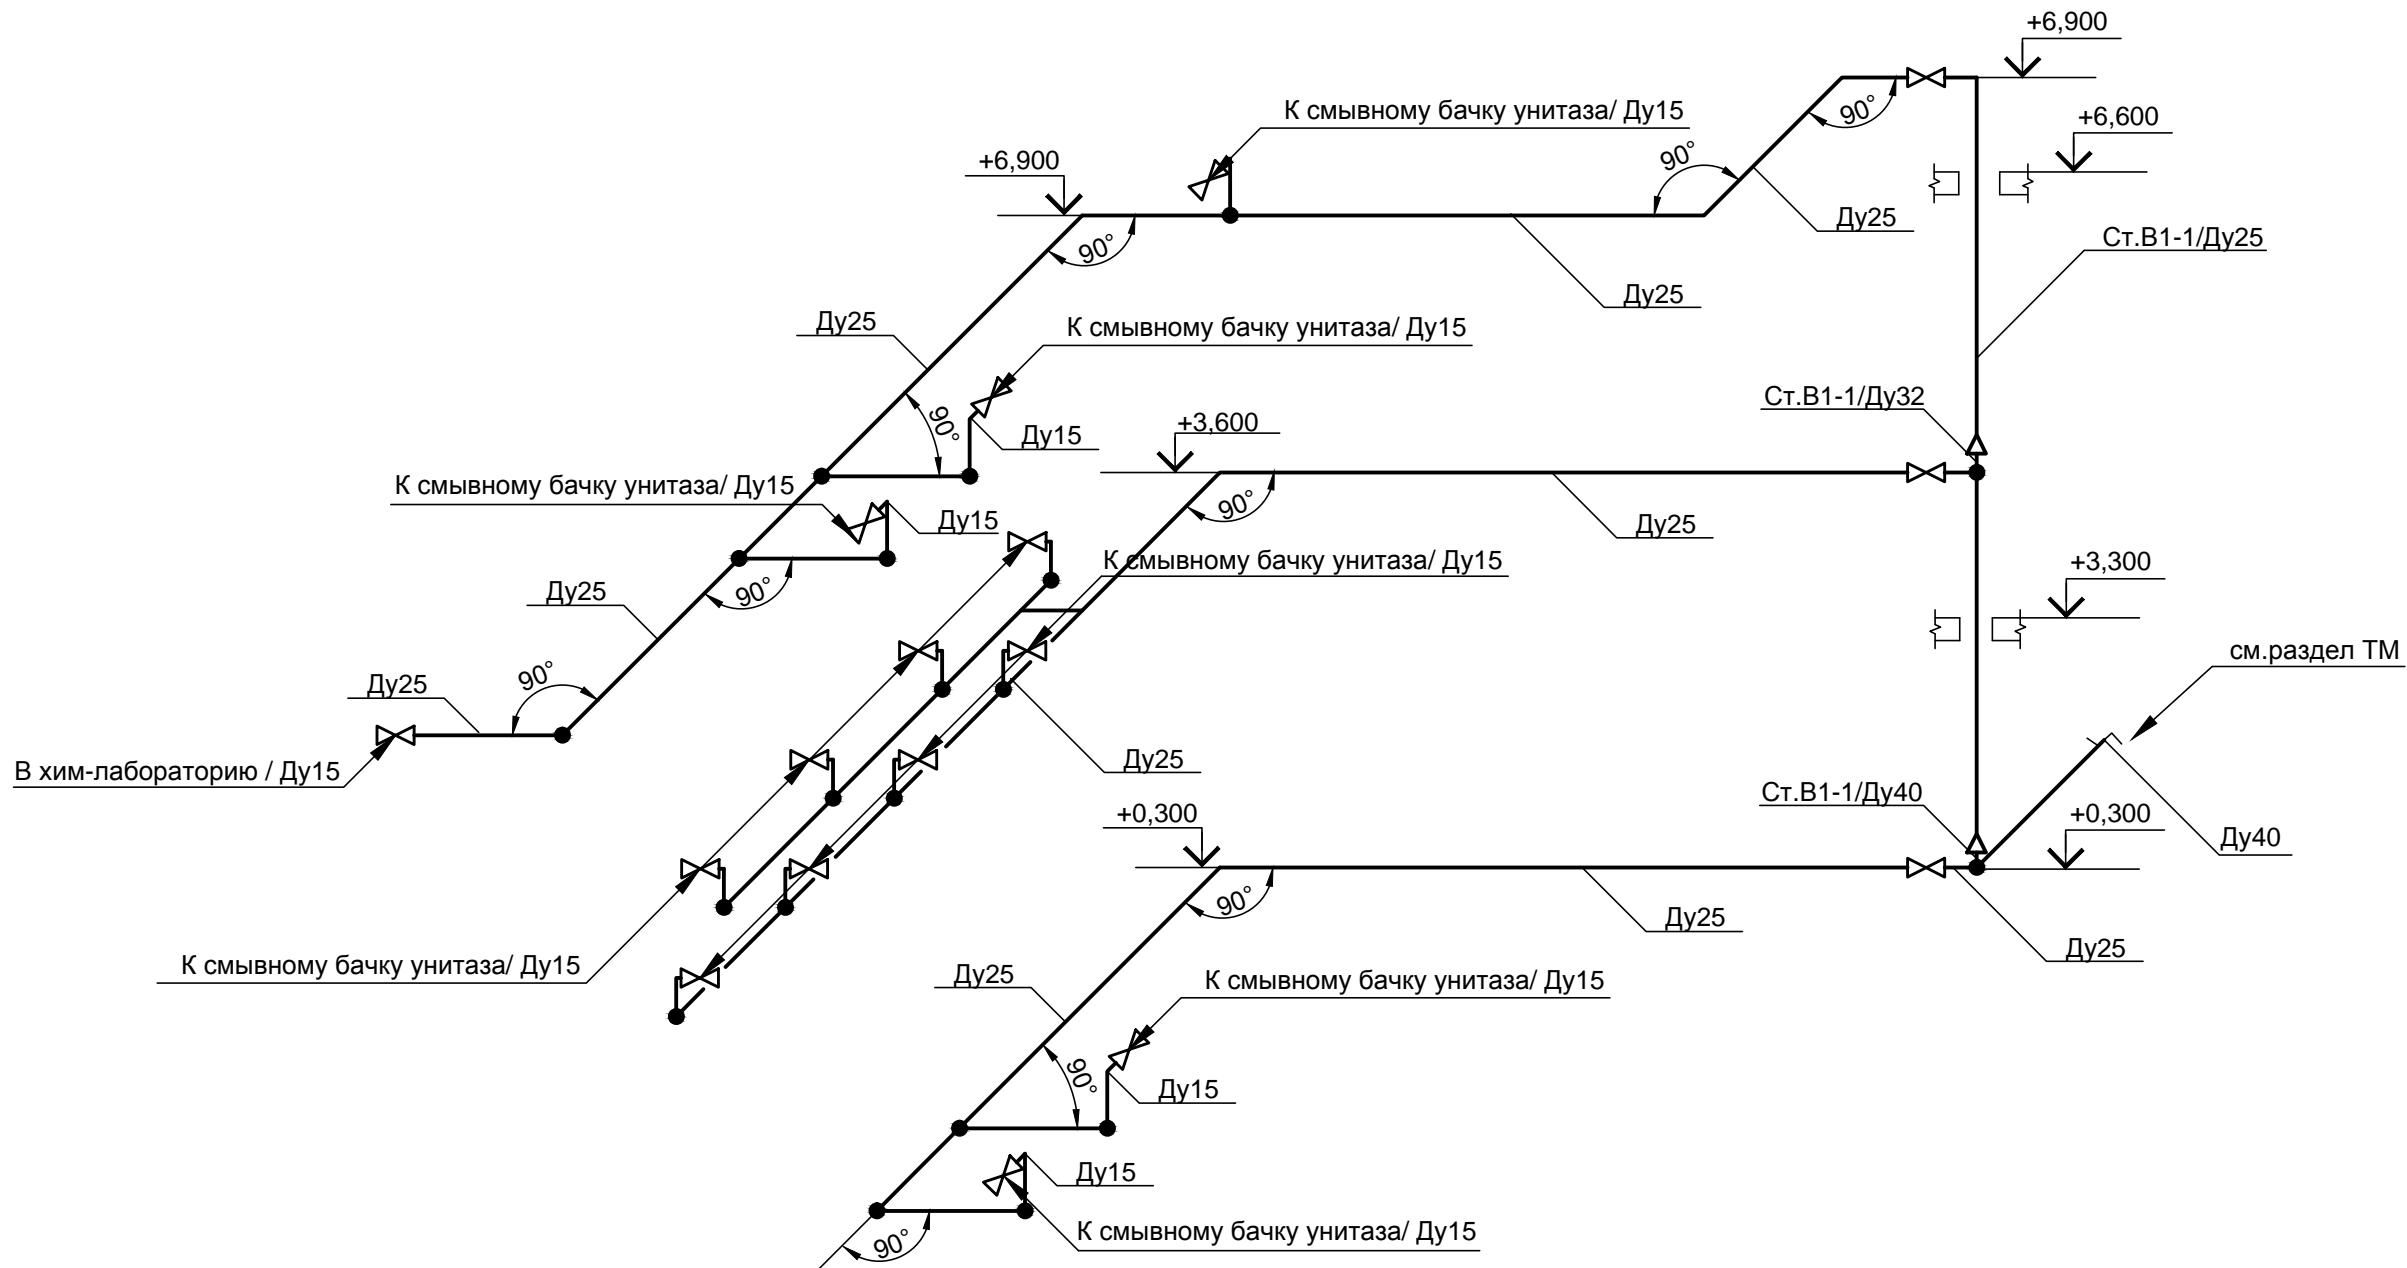 +6,900
К смывному бачку унитаза/ Ду15
90°
+6,600
+6,900
90°
Ду25
Ст.В1-1/Ду25
90°
Ду25
Ду25
К смывному бачку унитаза/ Ду15
Ст.В1-1/Ду32
90°
Ду15
+3,600
К смывному бачку унитаза/ Ду15
Ду15
90°
Ду25
К смывному бачку унитаза/ Ду15
+3,300
90°
Ду25
см.раздел ТМ
90°
Ду25
Ду25
В хим-лабораторию / Ду15
Ст.В1-1/Ду40
+0,300
+0,300
Ду40
90°
Ду25
Ду25
К смывному бачку унитаза/ Ду15
Ду25
К смывному бачку унитаза/ Ду15
90°
Ду15
Ду15
К смывному бачку унитаза/ Ду15
90°